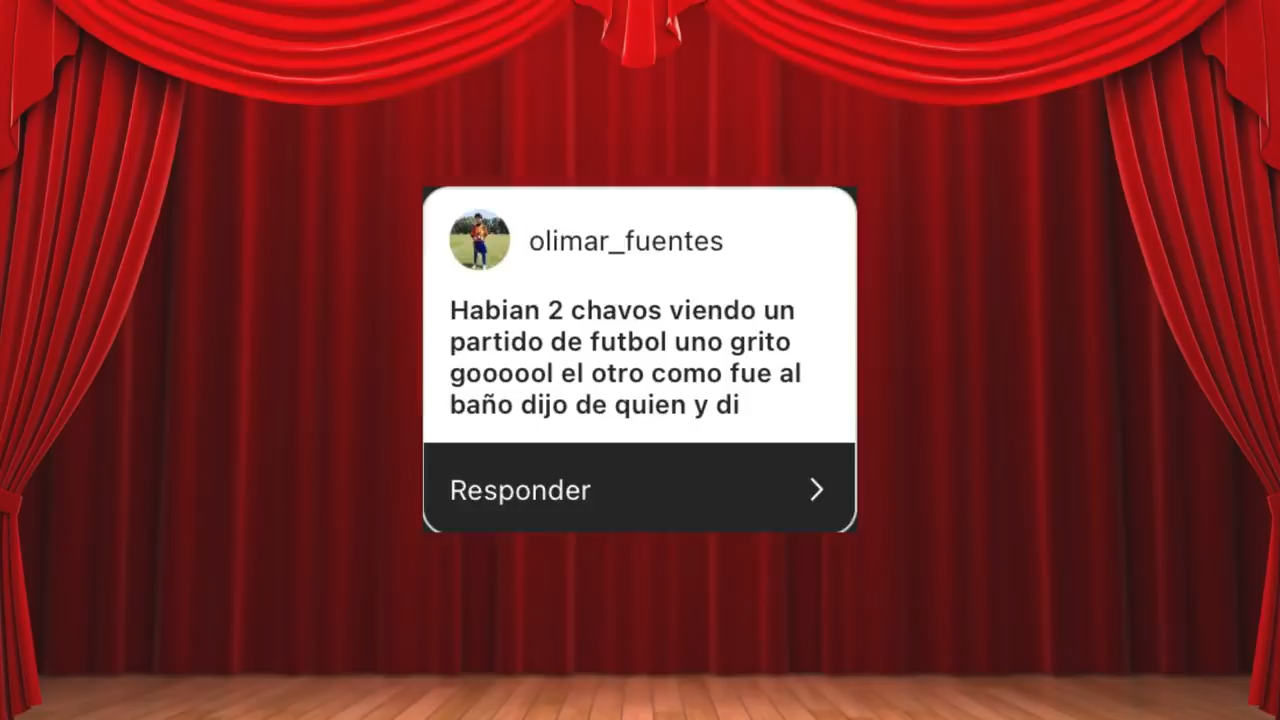 olimar_fuentes
Habian 2 chavos viendo un
partido de futbol uno grito
goooool el otro como fue al
baño dijo de quien y di
Responder